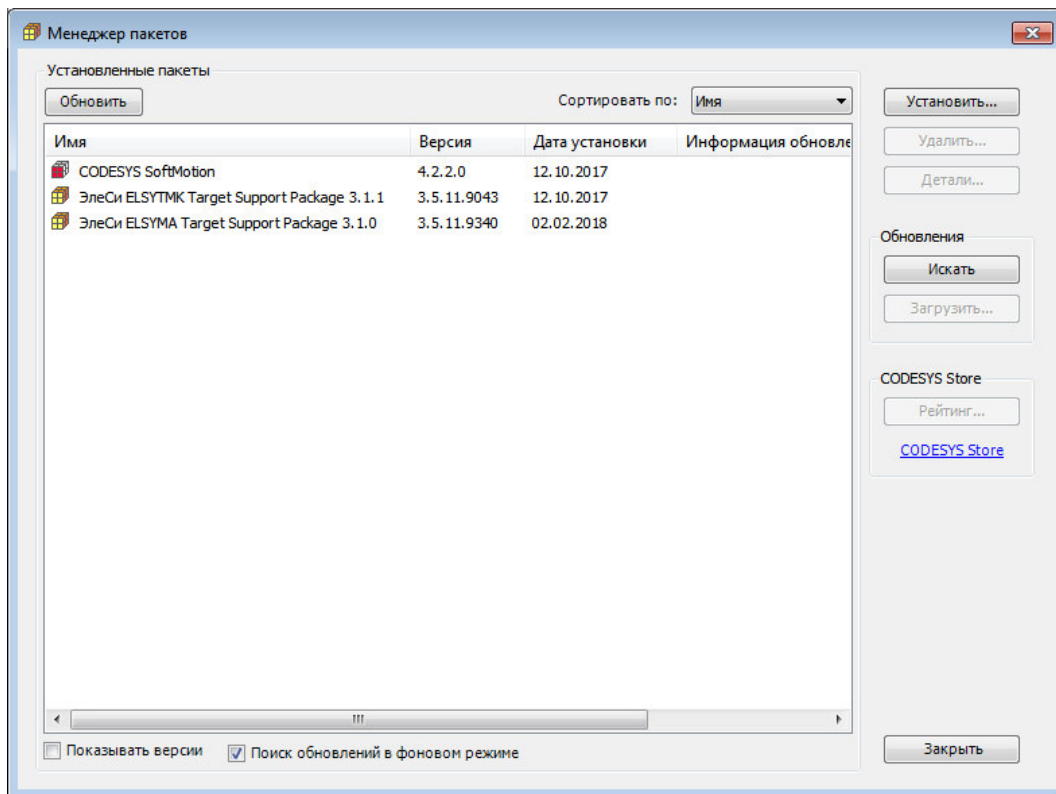 Менеджер пакетов
Установленные пакеты
Обновить
Сортировать по: Имя
Имя Версия Дата установки Информация обновле
CODESYS SoftMotion 4.2.2.0 12.10.2017
ЭлеСи ELSYTMK Target Support Package 3.1.1 3.5.11.9043 12.10.2017
ЭлеСи ELSYMA Target Support Package 3.1.0 3.5.11.9340 02.02.2018
Показывать версии
Поиск обновлений в фоновом режиме
Установить...
Удалить...
Детали...
Обновления
Искать
Загрузить...
CODESYS Store
Рейтинг...
CODESYS Store
Закрыть